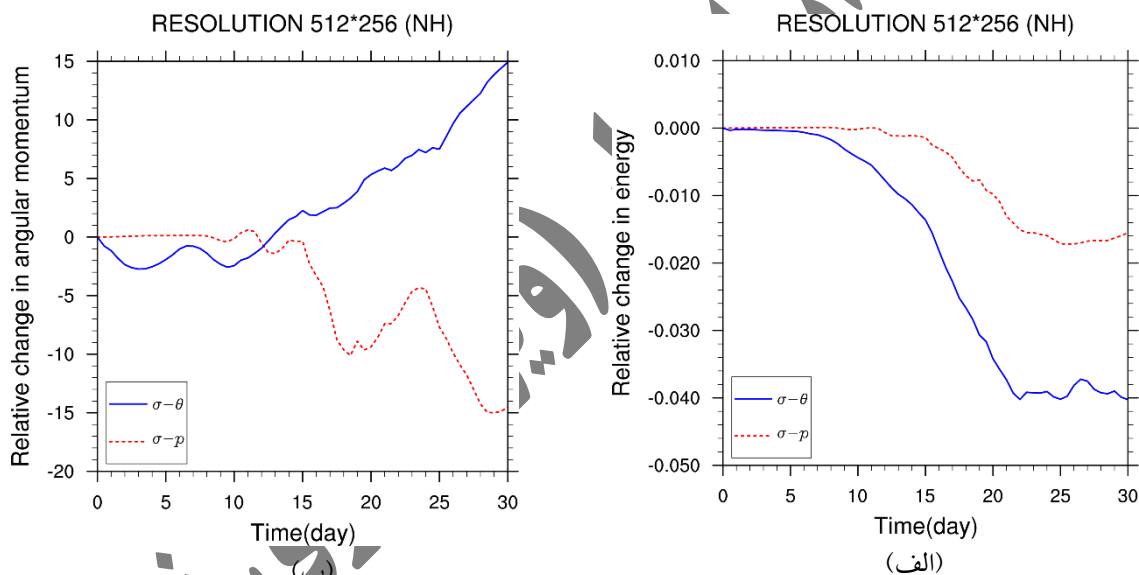 RESOLUTION 512*256 (NH)
Relative change in angular momentum
15
10
5
0
-5
-10
-15
-20
σ−θ
σ−p
0 5 10 15 20 25 30
Time(day)
(ب)
RESOLUTION 512*256 (NH)
Relative change in energy
0.010
0.000
-0.010
-0.020
-0.030
-0.040
-0.050
σ−θ
σ−p
0 5 10 15 20 25 30
Time(day)
(الف)